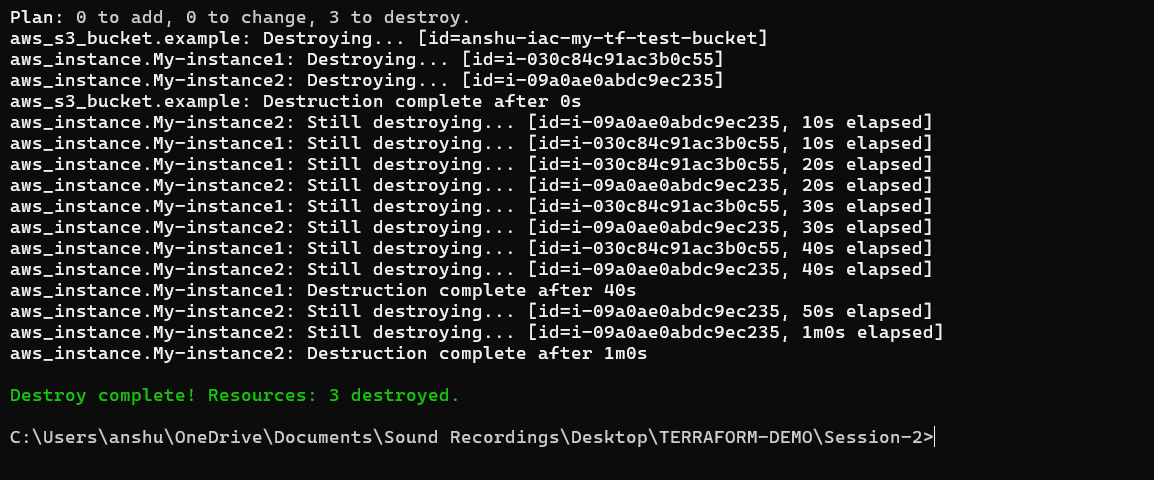 Plan: 0 to add, 0 to change, 3 to destroy.
aws_s3_bucket.example: Destroying... [id=anshu-iac-my-tf-test-bucket]
aws_instance.My-instance1: Destroying... [id=i-030c84c91ac3b0c55]
aws_instance.My-instance2: Destroying... [id=i-09a0ae0abdc9ec235]
aws_s3_bucket.example: Destruction complete after 0s
aws_instance.My-instance2: Still destroying... [id=i-09a0ae0abdc9ec235, 10s elapsed]
aws_instance.My-instance1: Still destroying... [id=i-030c84c91ac3b0c55, 10s elapsed]
aws_instance.My-instance1: Still destroying... [id=i-030c84c91ac3b0c55, 20s elapsed]
aws_instance.My-instance2: Still destroying... [id=i-09a0ae0abdc9ec235, 20s elapsed]
aws_instance.My-instance1: Still destroying... [id=i-030c84c91ac3b0c55, 30s elapsed]
aws_instance.My-instance2: Still destroying... [id=i-09a0ae0abdc9ec235, 30s elapsed]
aws_instance.My-instance1: Still destroying... [id=i-030c84c91ac3b0c55, 40s elapsed]
aws_instance.My-instance2: Still destroying... [id=i-09a0ae0abdc9ec235, 40s elapsed]
aws_instance.My-instance1: Destruction complete after 40s
aws_instance.My-instance2: Still destroying... [id=i-09a0ae0abdc9ec235, 50s elapsed]
aws_instance.My-instance2: Still destroying... [id=i-09a0ae0abdc9ec235, 1m0s elapsed]
aws_instance.My-instance2: Destruction complete after 1m0s
Destroy complete! Resources: 3 destroyed.
C:\Users\anshu\OneDrive\Documents\Sound Recordings\Desktop\TERRAFORM-DEMO\Session-2>